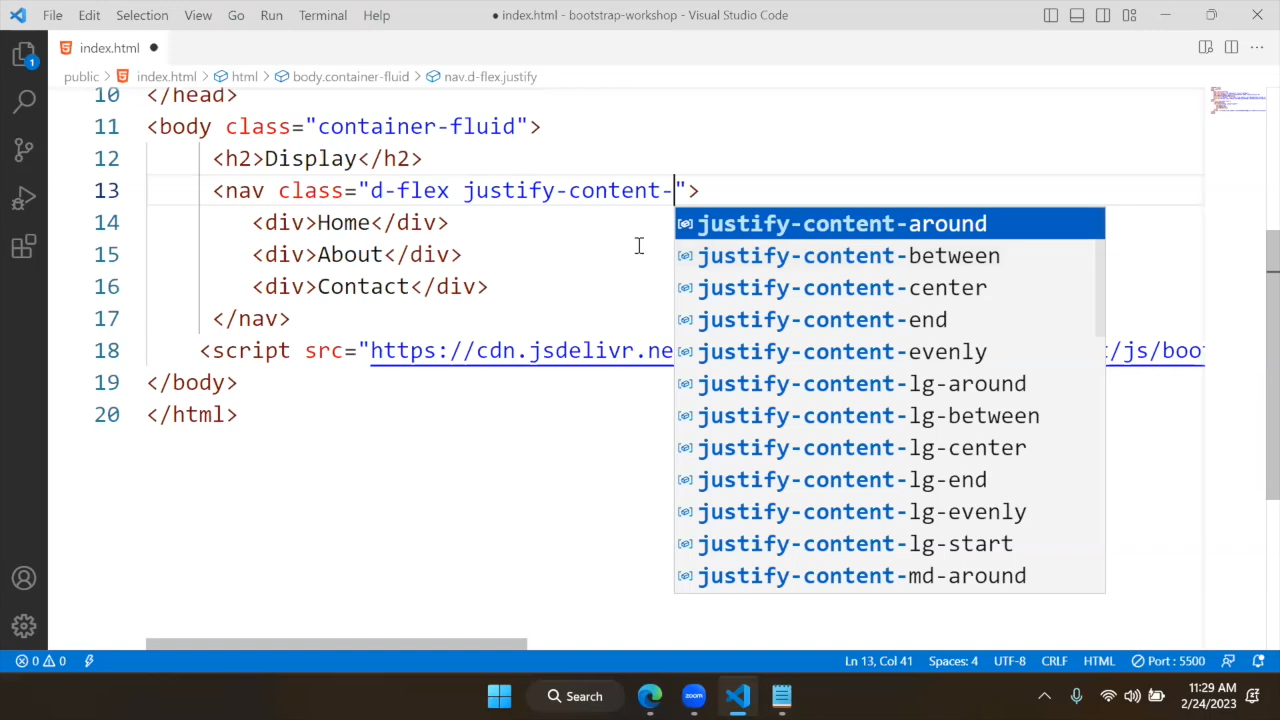 File Edit Selection View Go Run Terminal Help ● index.html - bootstrap-workshop - Visual Studio Code
index.html ●
public > index.html > html > body.container-fluid > nav.d-flex.justify
10 </head>
11 <body class="container-fluid">
12 <h2>Display</h2>
13 <nav class="d-flex justify-content-">
14 <div>Home</div>
justify-content-around
15 <div>About</div>
justify-content-between
16 <div>Contact</div>
justify-content-center
17 </nav>
justify-content-end
18 <script src="https://cdn.jsdelivr.ne
justify-content-evenly
t/js/boo
19 </body>
justify-content-lg-around
20 </html>
justify-content-lg-between
justify-content-lg-center
justify-content-lg-end
justify-content-lg-evenly
justify-content-lg-start
justify-content-md-around
1
0 0 Ln 13, Col 41 Spaces: 4 UTF-8 CRLF HTML Port : 5500
Search
zoom
11:29 AM
2/24/2023